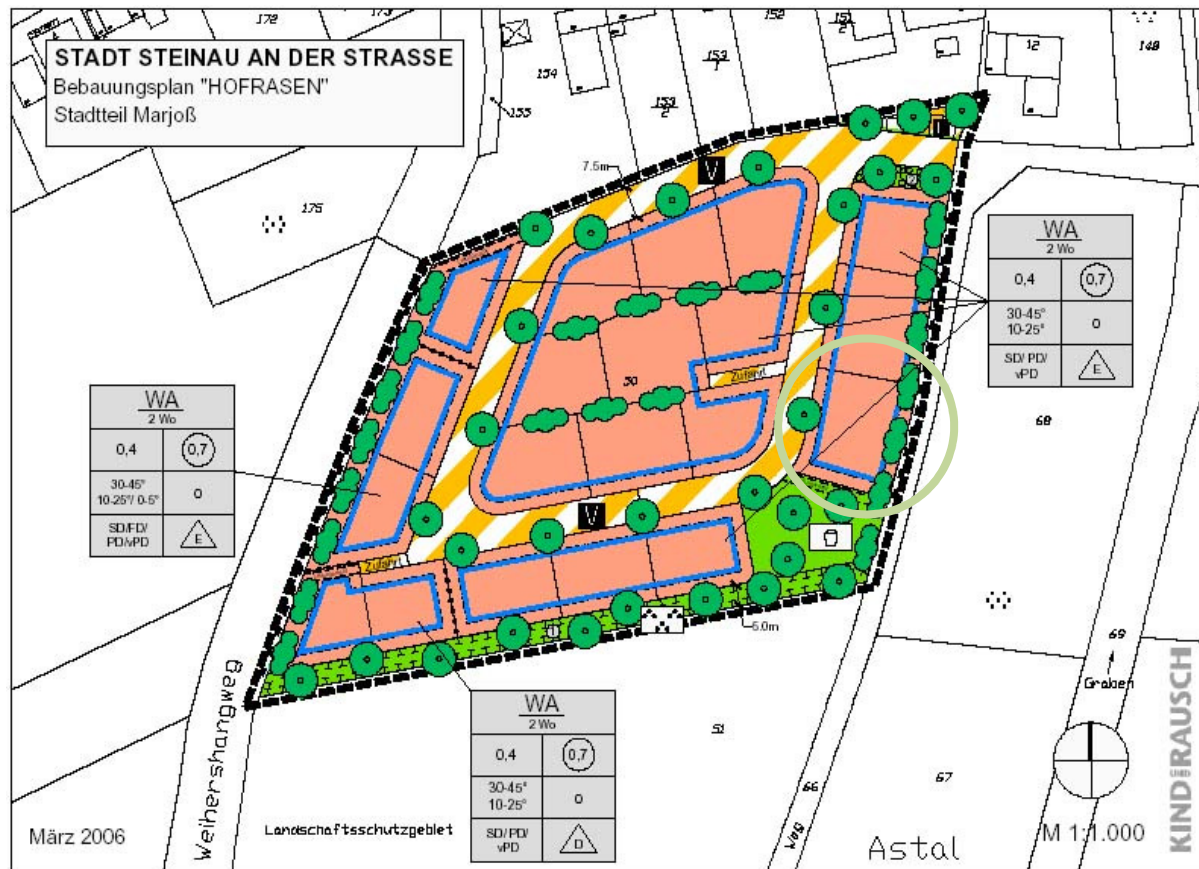 172
173
152
151
2
12
148
STADT STEINAU AN DER STRASSE
Bebauungsplan "HOFRASEN"
Stadtteil Marjoß
154
153
1
155
153
2
7.5m
V
175
WA
2 Wo
0,4 0,7
30-45°
10-25° o
SD/ PD/
vPD E
Zufahrt
50
WA
2 Wo
0,4 0,7
30-45°
10-25°/ 0-5° o
SD/FD/
PD/vPD E
68
V
Zufahrt
5.0m
69
Graben
WA
2 Wo
0,4 0,7
30-45°
10-25° o
SD/ PD/
vPD D
51
66
67
Weg
Weihershangweg
Landschaftsschutzgebiet
März 2006
Astal
M 1:1.000
KIND RAUSCH